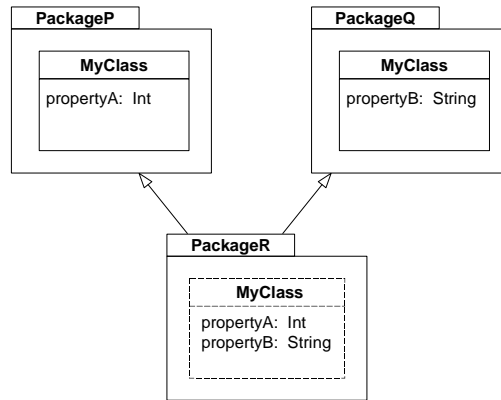 PackageP
MyClass
propertyA: Int
PackageQ
MyClass
propertyB: String
PackageR
MyClass
propertyA: Int
propertyB: String